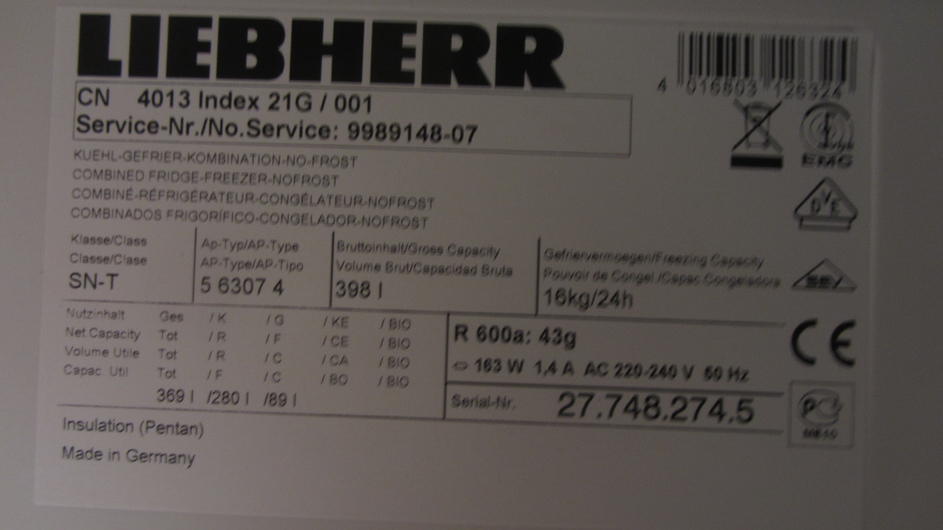 LIEBHERR
4 016803 126324
CN 4013 Index 21G / 001
Service-Nr./No.Service: 9989148-07
EMC
KUEHL-GEFRIER-KOMBINATION-NO-FROST
COMBINED FRIDGE-FREEZER-NOFROST
COMBINÉ-RÉFRIGÉRATEUR-CONGÉLATEUR-NOFROST
COMBINADOS FRIGORÍFICO-CONGELADOR-NOFROST
DVE
Klasse/Class
Classe/Clase
SN-T
Ap-Typ/AP-Type
AP-Type/AP-Tipo
5 6307 4
Bruttoinhalt/Gross Capacity
Volume Brut/Capacidad Bruta
398 l
Gefriervermoegen/Freezing Capacity
Pouvoir de Congel./Capac.Congeladora
16kg/24h
SEV
Nutzinhalt Ges / K / G / KE / BIO
Net Capacity Tot / R / F / CE / BIO
Volume Utile Tot / R / C / CA / BIO
Capac. Util Tot / F / C / BO / BIO
369 l /280 l /89 l
R 600a: 43g
163 W 1,4 A AC 220-240 V 50 Hz
CE
Serial-Nr. 27.748.274.5
Insulation (Pentan)
Made in Germany